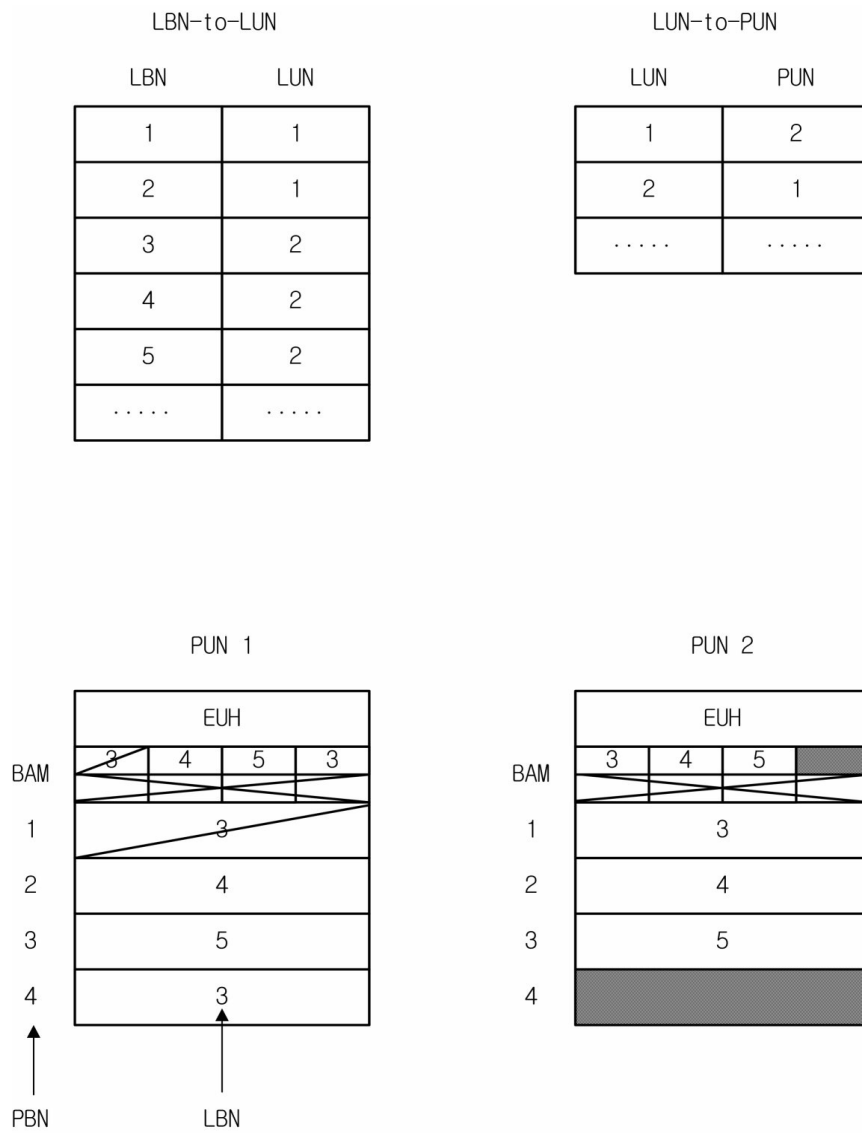 LBN-to-LUN LUN-to-PUN
LBN LUN LUN PUN
1 1 1 2
2 1 2 1
3 2 ..... .....
4 2
5 2
..... .....
PUN 1 PUN 2
EUH EUH
BAM 3 4 5 3 BAM 3 4 5
1 3 1 3
2 4 2 4
3 5 3 5
4 3 4
PBN LBN